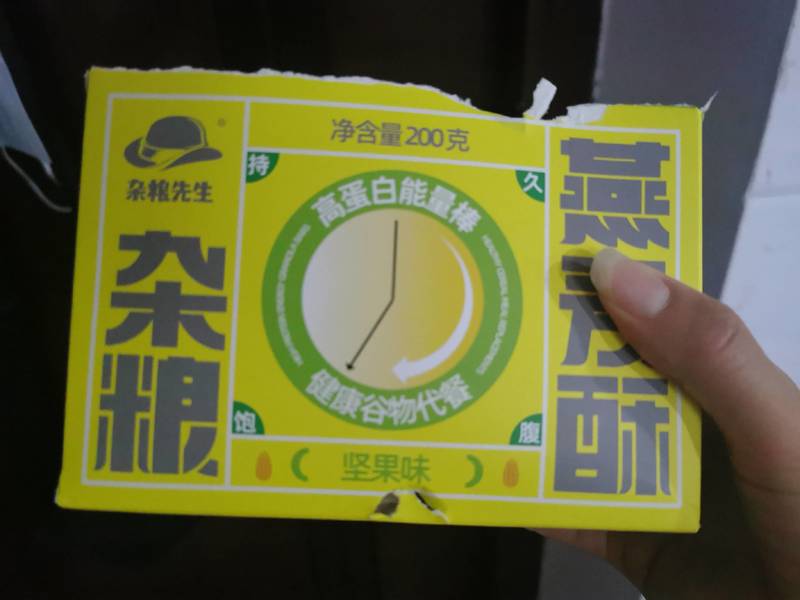 杂粮先生
®
杂粮
净含量200克
持久
高蛋白能量棒
健康谷物代餐
饱腹
坚果味
燕麦酥